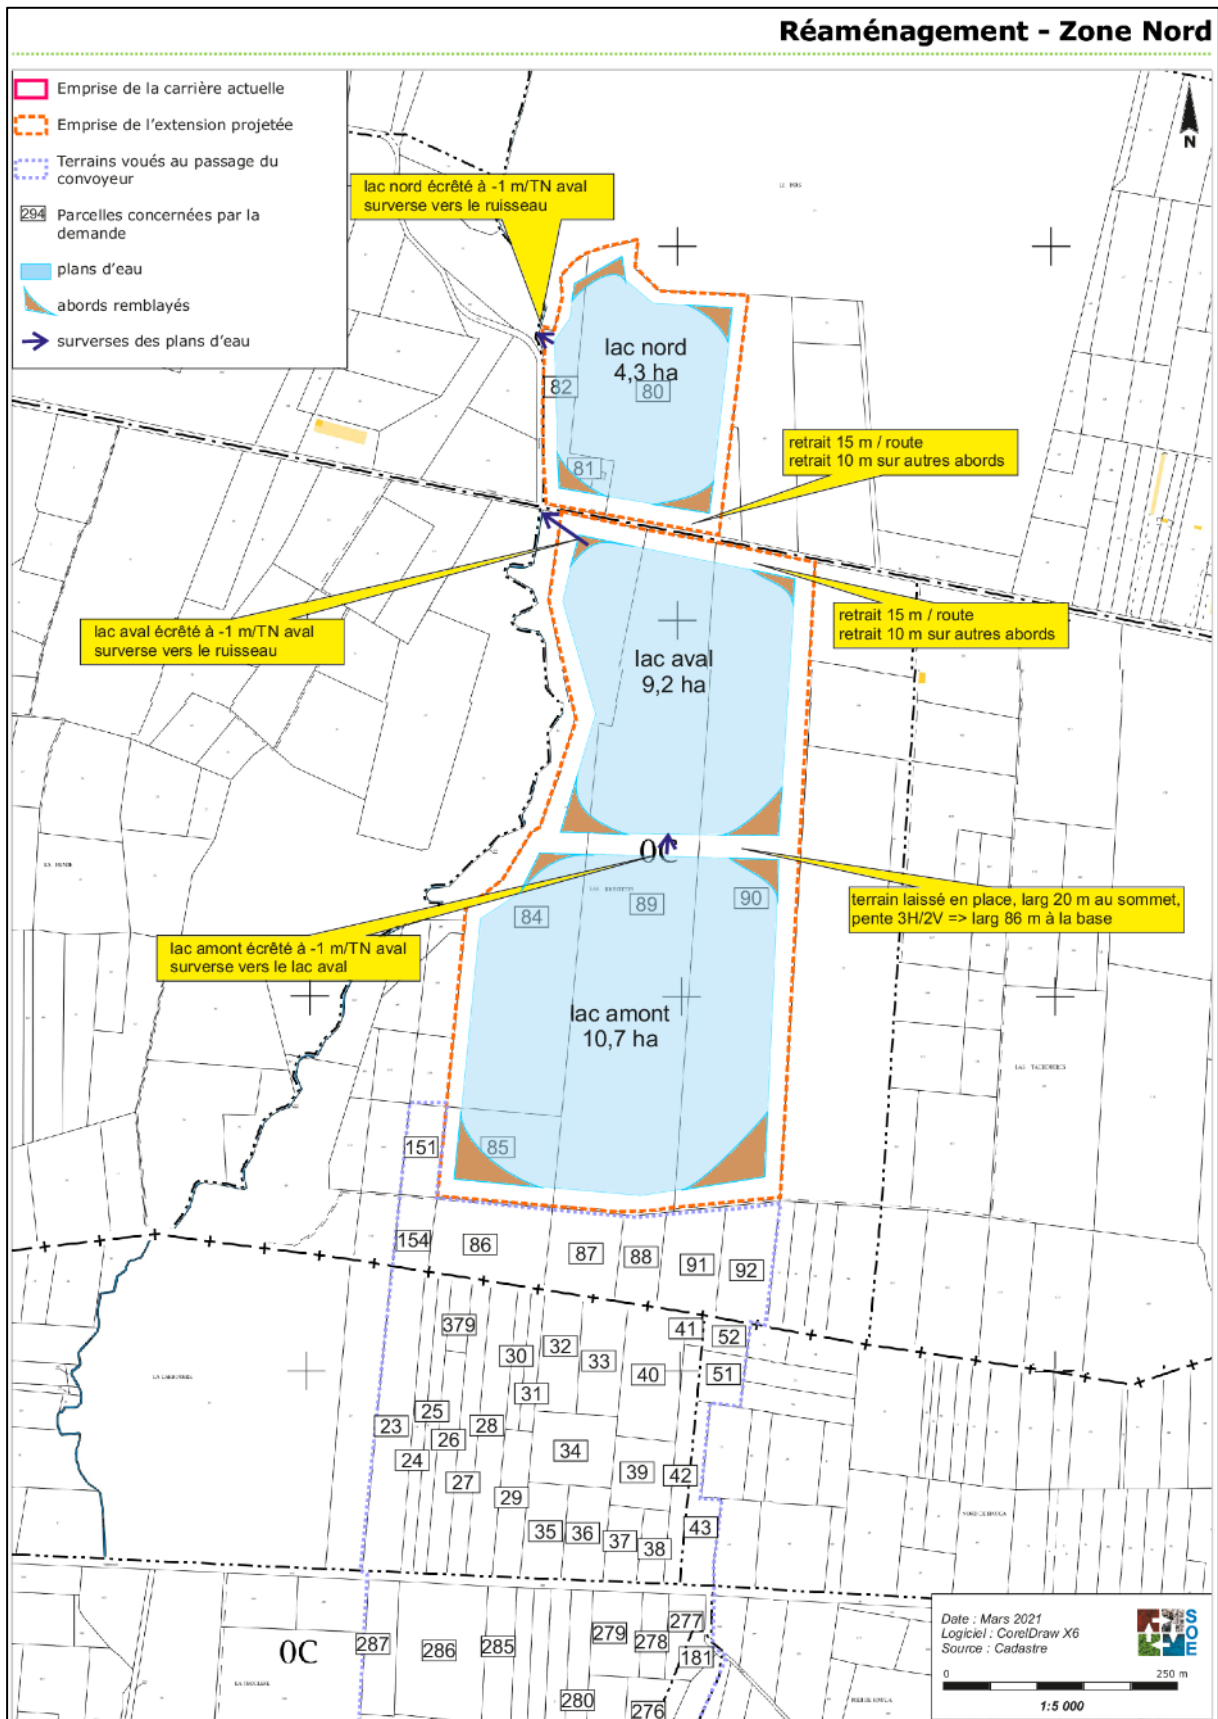 Réaménagement - Zone Nord
Emprise de la carrière actuelle
Emprise de l'extension projetée
Terrains voués au passage du
convoyeur
294
Parcelles concernées par la
demande
plans d'eau
abords remblayés
surverses des plans d'eau
N
lac nord écrêté à -1 m/TN aval
surverse vers le ruisseau
lac nord
4,3 ha
82
80
81
retrait 15 m / route
retrait 10 m sur autres abords
retrait 15 m / route
retrait 10 m sur autres abords
lac aval écrêté à -1 m/TN aval
surverse vers le ruisseau
lac aval
9,2 ha
0C
terrain laissé en place, larg 20 m au sommet,
pente 3H/2V => larg 86 m à la base
84
89
90
lac amont écrêté à -1 m/TN aval
surverse vers le lac aval
lac amont
10,7 ha
151
85
154
86
87
88
91
92
379
41
52
30
32
33
40
51
31
25
23
26
28
24
34
39
42
27
29
35
36
37
38
43
0C
287
286
285
279
278
277
181
280
276
Date : Mars 2021
Logiciel : CorelDraw X6
Source : Cadastre
SOE
0
250 m
1:5 000